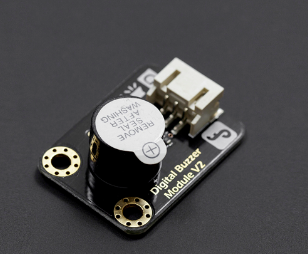 REMOVE
SEAL
AFTER
WASHING
Digital Buzzer
Module V2